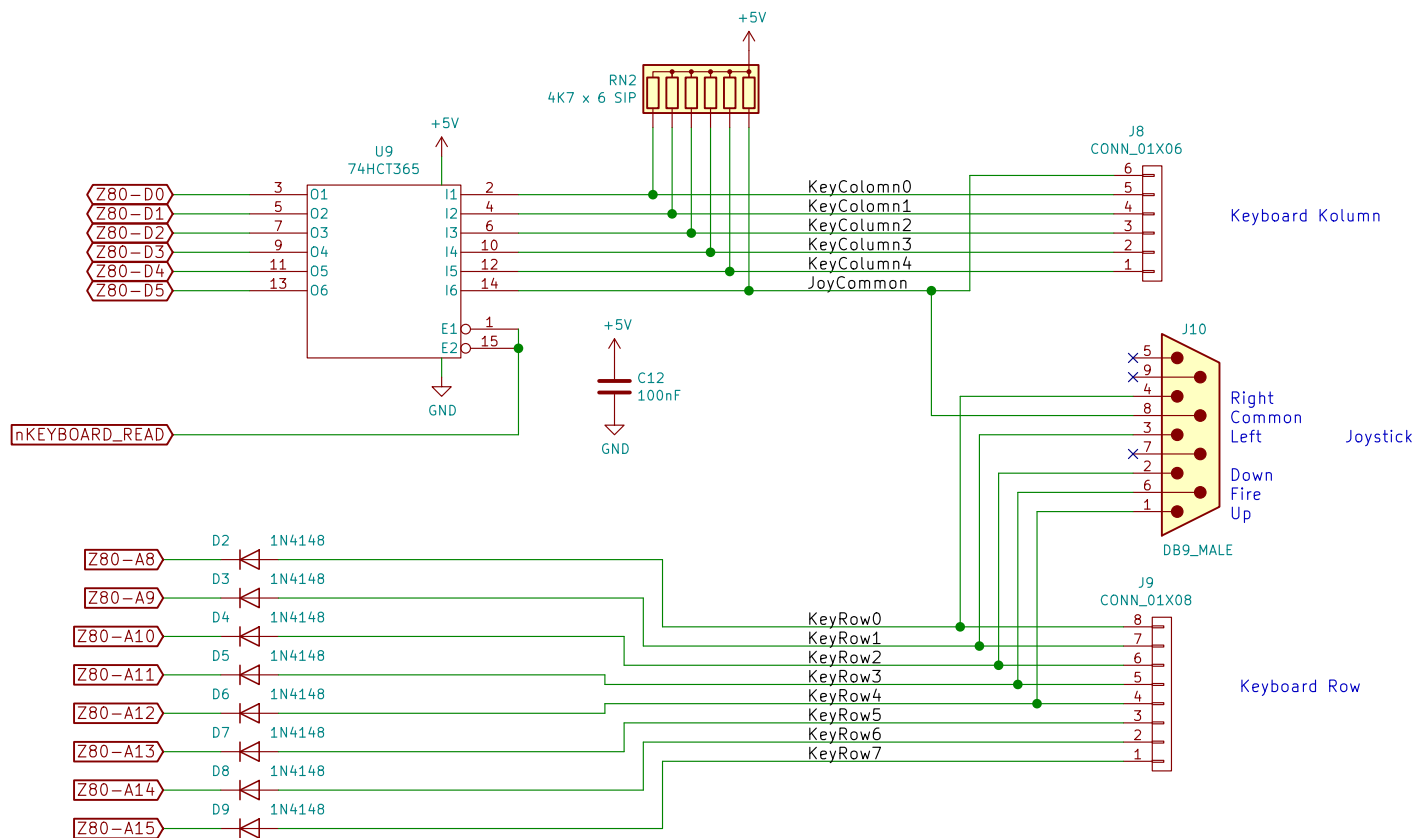 +5V
RN2
4K7 x 6 SIP
+5V
U9
74HCT365
J8
CONN_01X06
Z80-D0 3 O1 I1 2 KeyColomn0 6
Z80-D1 5 O2 I2 4 KeyColomn1 5
Z80-D2 7 O3 I3 6 KeyColumn2 4
Z80-D3 9 O4 I4 10 KeyColumn3 3
Z80-D4 11 O5 I5 12 KeyColumn4 2
Z80-D5 13 O6 I6 14 JoyCommon 1
Keyboard Kolumn
E1 1
E2 15
GND
+5V
C12
100nF
GND
nKEYBOARD_READ
J10
5
9
4 Right
8 Common
3 Left
7
2 Down
6 Fire
1 Up
Joystick
DB9_MALE
D2 1N4148
Z80-A8
D3 1N4148
Z80-A9
D4 1N4148
Z80-A10
D5 1N4148
Z80-A11
D6 1N4148
Z80-A12
D7 1N4148
Z80-A13
D8 1N4148
Z80-A14
D9 1N4148
Z80-A15
J9
CONN_01X08
KeyRow0 8
KeyRow1 7
KeyRow2 6
KeyRow3 5
KeyRow4 4
KeyRow5 3
KeyRow6 2
KeyRow7 1
Keyboard Row